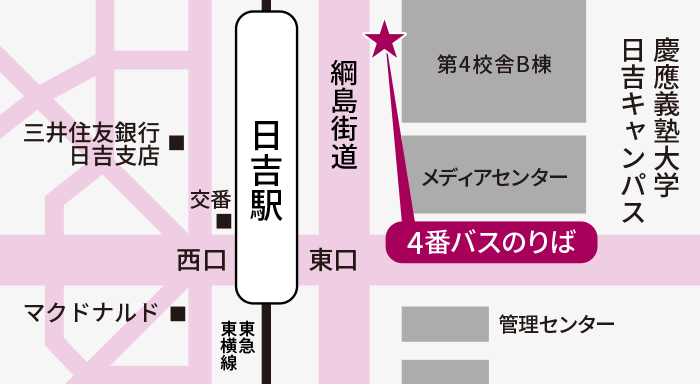 慶應義塾大学
日吉キャンパス
第4校舎B棟
綱島街道
三井住友銀行
日吉支店
日吉駅
メディアセンター
交番
4番バスのりば
西口
東口
マクドナルド
管理センター
東急
東横線